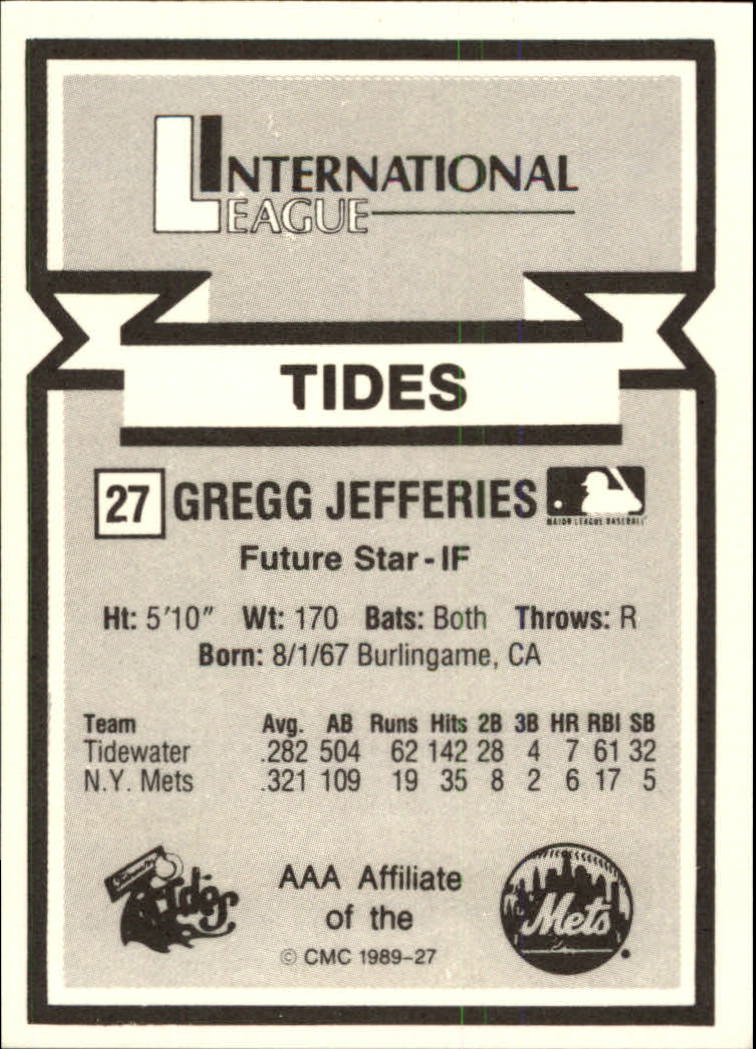 INTERNATIONAL
LEAGUE
TIDES
27 GREGG JEFFERIES
MAJOR LEAGUE BASEBALL
Future Star-IF
Ht: 5'10" Wt: 170 Bats: Both Throws: R
Born: 8/1/67 Burlingame, CA
Team Avg. AB Runs Hits 2B 3B HR RBI SB
Tidewater .282 504 62 142 28 4 7 61 32
N.Y. Mets .321 109 19 35 8 2 6 17 5
Tidewater
Tides
AAA Affiliate
of the
Mets
© CMC 1989-27